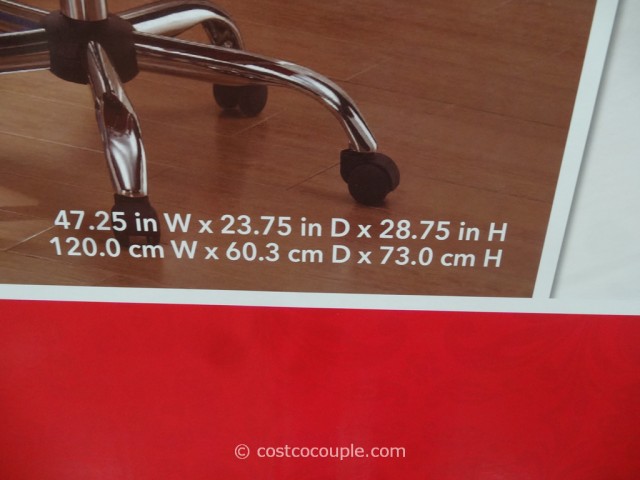 47.25 in W x 23.75 in D x 28.75 in H
120.0 cm W x 60.3 cm D x 73.0 cm H
© costcocouple.com